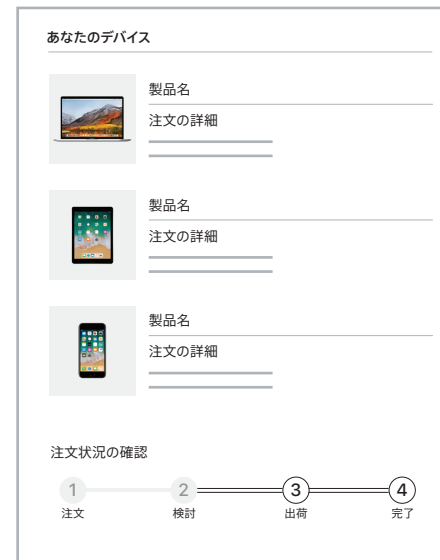 あなたのデバイス
製品名
注文の詳細
製品名
注文の詳細
製品名
注文の詳細
注文状況の確認
1 2 3 4
注文 検討 出荷 完了